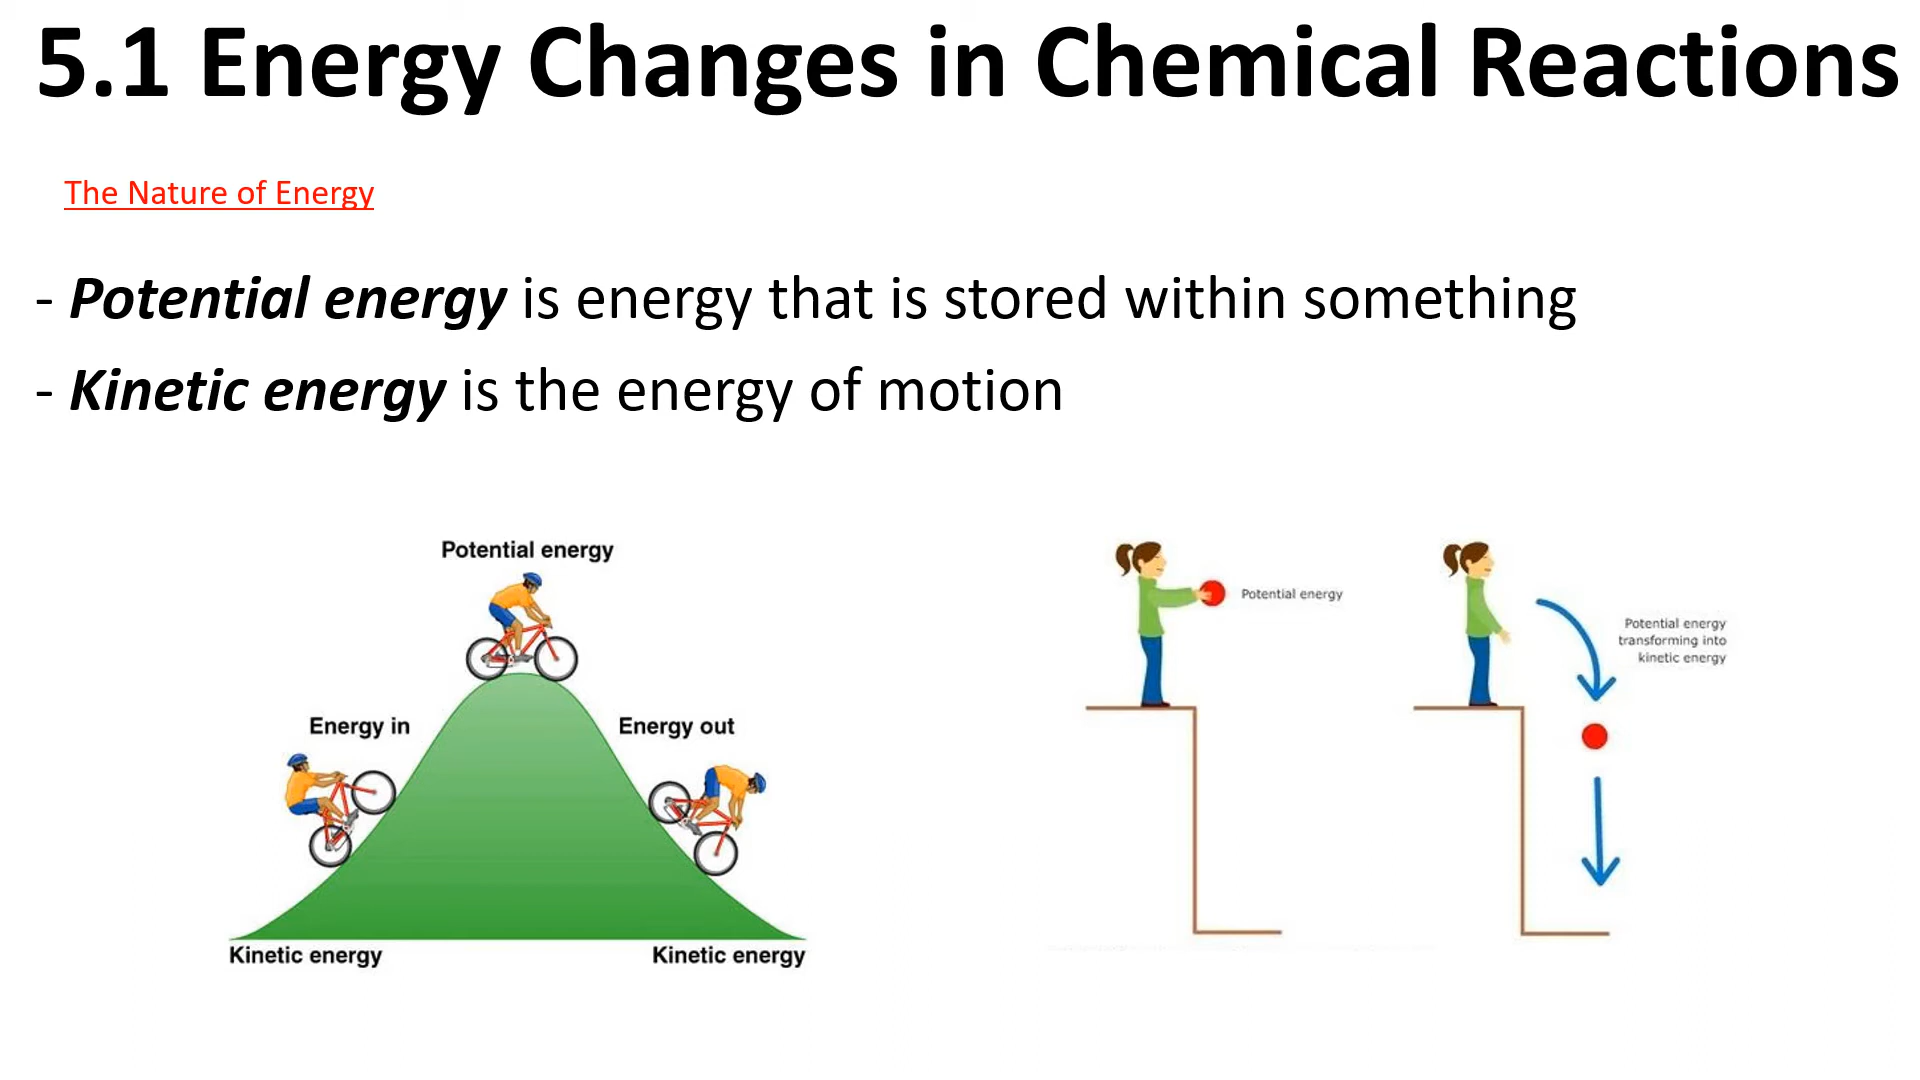 5.1 Energy Changes in Chemical Reactions
The Nature of Energy
- Potential energy is energy that is stored within something
- Kinetic energy is the energy of motion
Potential energy
Energy in
Energy out
Kinetic energy
Kinetic energy
Potential energy
Potential energy
transforming into
kinetic energy